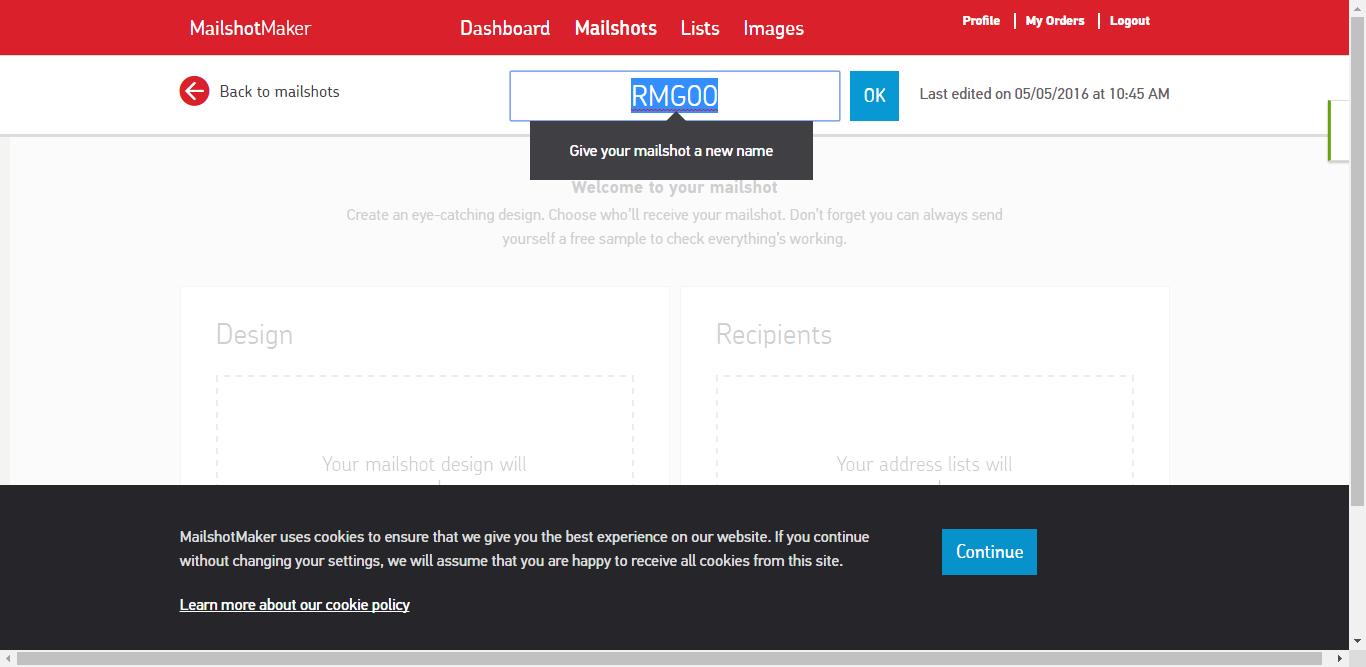 MailshotMaker
Dashboard
Mailshots
Lists
Images
Profile
My Orders
Logout
Back to mailshots
RMGOO
OK
Last edited on 05/05/2016 at 10:45 AM
Give your mailshot a new name
Welcome to your mailshot
Create an eye-catching design. Choose who'll receive your mailshot. Don't forget you can always send
yourself a free sample to check everything's working.
Design
Recipients
Your mailshot design will
Your address lists will
MailshotMaker uses cookies to ensure that we give you the best experience on our website. If you continue
without changing your settings, we will assume that you are happy to receive all cookies from this site.
Continue
Learn more about our cookie policy